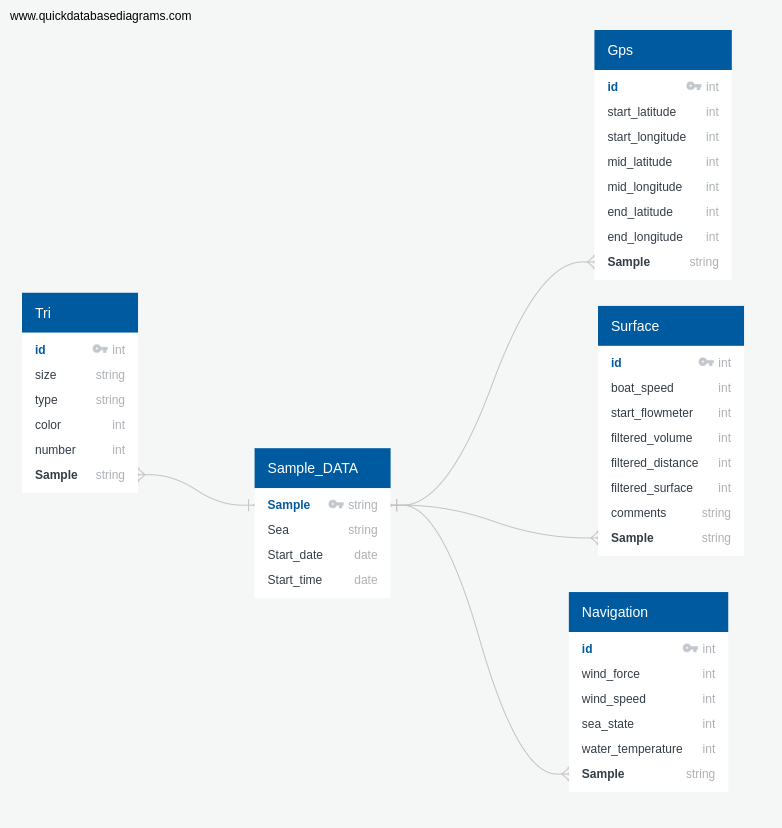 www.quickdatabasediagrams.com
Gps
id int
start_latitude int
start_longitude int
mid_latitude int
mid_longitude int
end_latitude int
end_longitude int
Sample string
Tri
id int
size string
type string
color int
number int
Sample string
Surface
id int
boat_speed int
start_flowmeter int
filtered_volume int
filtered_distance int
filtered_surface int
comments string
Sample string
Sample_DATA
Sample string
Sea string
Start_date date
Start_time date
Navigation
id int
wind_force int
wind_speed int
sea_state int
water_temperature int
Sample string